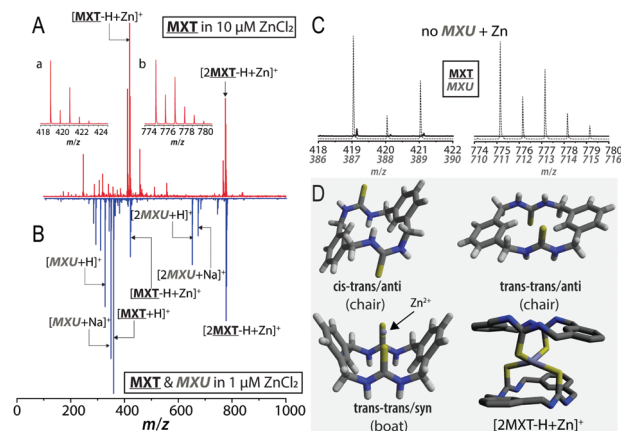 A
[MXT-H+Zn]⁺
MXT in 10 µM ZnCl₂
a
418 420 422 424
m/z
b
774 776 778 780
m/z
[2MXT-H+Zn]⁺
B
[MXU+H]⁺
[MXU+Na]⁺
[MXT+H]⁺
[MXT-H+Zn]⁺
[2MXU+H]⁺
[2MXU+Na]⁺
[2MXT-H+Zn]⁺
MXT & MXU in 1 µM ZnCl₂
0 200 400 600 800 1000
m/z
C
no MXU + Zn
MXT
MXU
418 419 420 421 422
386 387 388 389 390
m/z
774 775 776 777 778 779 780
710 711 712 713 714 715 716
m/z
D
cis-trans/anti
(chair)
trans-trans/anti
(chair)
Zn²⁺
trans-trans/syn
(boat)
[2MXT-H+Zn]⁺